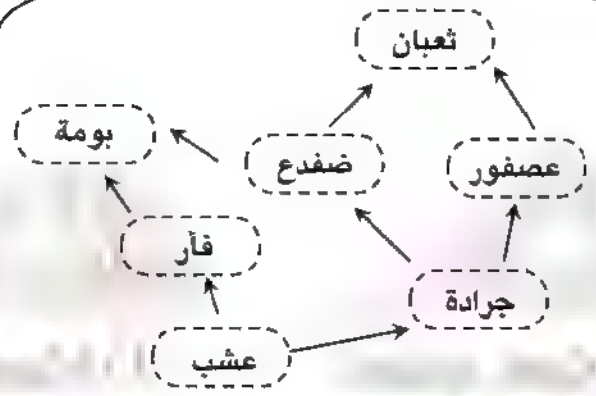 ثعبان
بومة
ضفدع
عصفور
فأر
جرادة
عشب